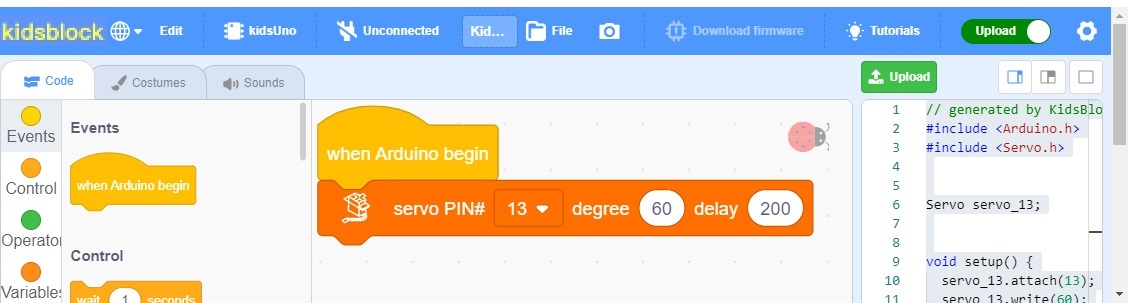 kidsblock Edit kidsUno Unconnected Kid... File Download firmware Tutorials Upload
Code Costumes Sounds Upload
Events
Control
Operator
Variables
Events
when Arduino begin
Control
wait 1 seconds
when Arduino begin
servo PIN# 13 degree 60 delay 200
1 // generated by KidsBlo
2 #include <Arduino.h>
3 #include <Servo.h>
4
5
6 Servo servo_13;
7
8
9 void setup() {
10 servo_13.attach(13);
11 servo_13.write(60);